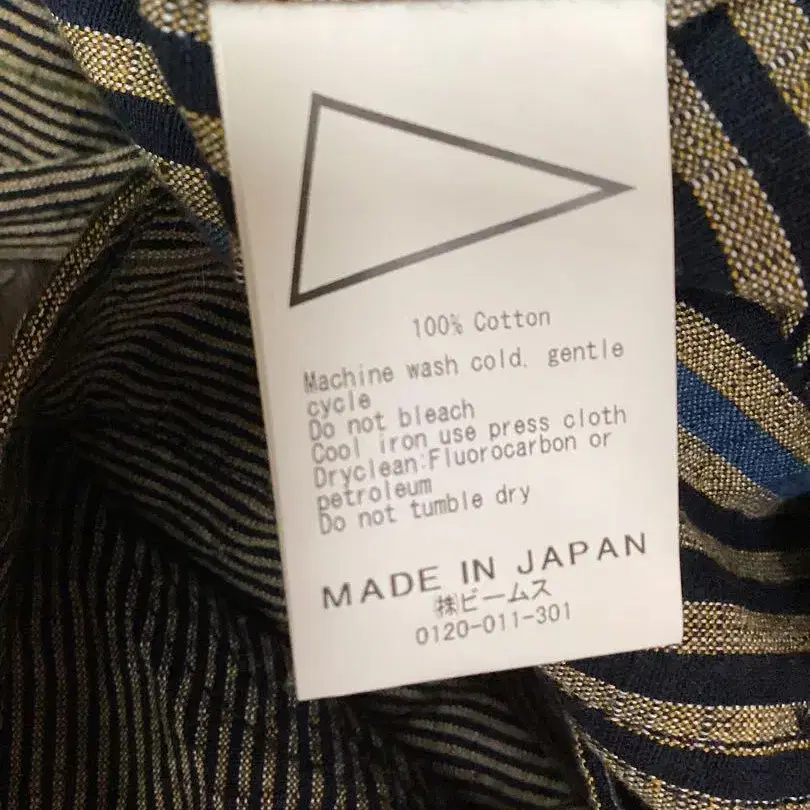 100% Cotton
Machine wash cold, gentle
cycle
Do not bleach
Cool iron use press cloth
Dryclean:Fluorocarbon or
petroleum
Do not tumble dry
MADE IN JAPAN
㈱ビームス
0120-011-301